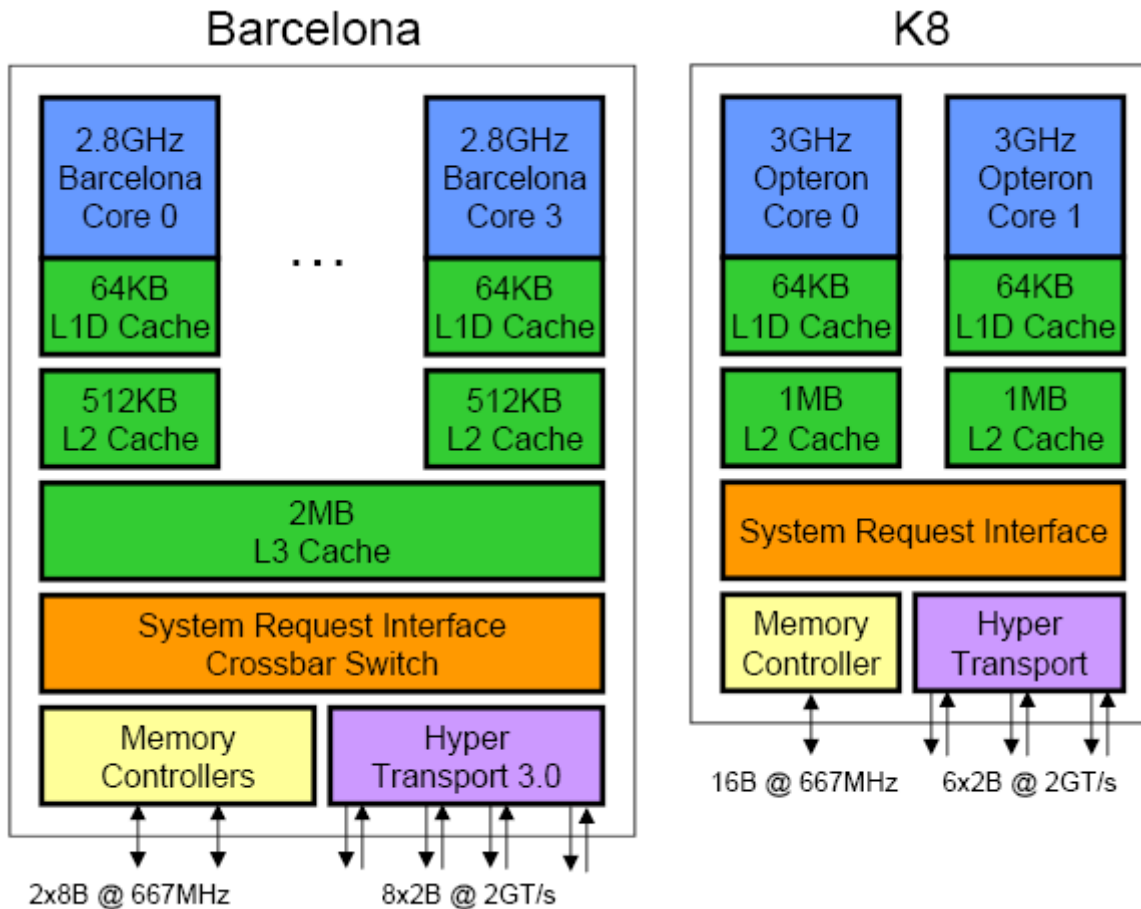 Barcelona
2.8GHz
Barcelona
Core 0
...
2.8GHz
Barcelona
Core 3
64KB
L1D Cache
64KB
L1D Cache
512KB
L2 Cache
512KB
L2 Cache
2MB
L3 Cache
System Request Interface
Crossbar Switch
Memory
Controllers
Hyper
Transport 3.0
2x8B @ 667MHz
8x2B @ 2GT/s
K8
3GHz
Opteron
Core 0
3GHz
Opteron
Core 1
64KB
L1D Cache
64KB
L1D Cache
1MB
L2 Cache
1MB
L2 Cache
System Request Interface
Memory
Controller
Hyper
Transport
16B @ 667MHz
6x2B @ 2GT/s